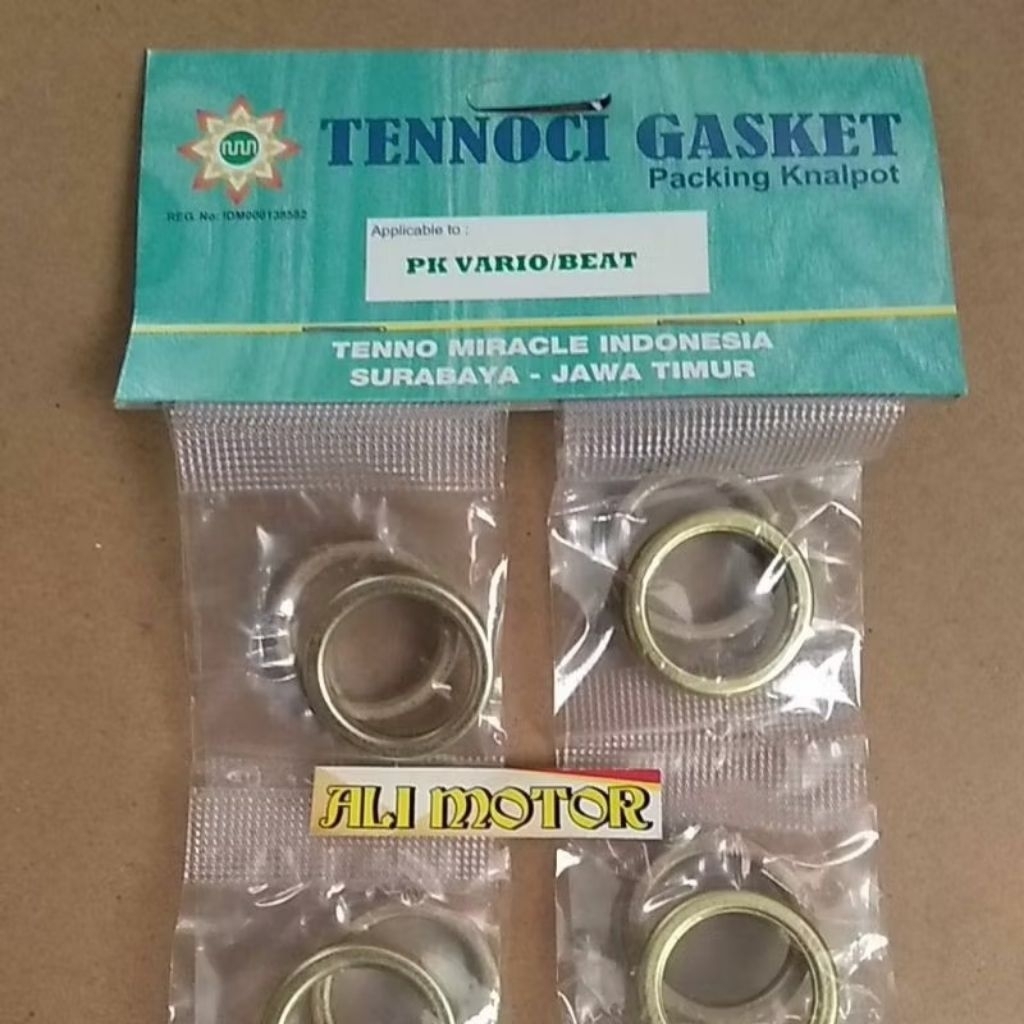 TENNOCI GASKET
Packing Knalpot
REG. No: IDM000138582
Applicable to :
PK VARIO/BEAT
TENNO MIRACLE INDONESIA
SURABAYA - JAWA TIMUR
ALI MOTOR